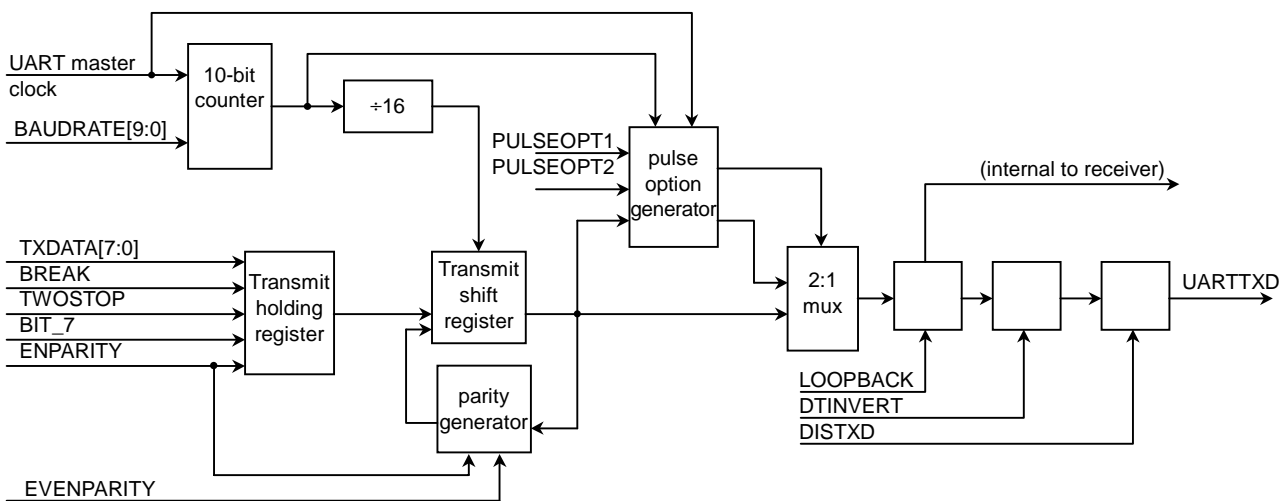 UART master
clock
10-bit
counter
÷16
BAUDRATE[9:0]
PULSEOPT1
PULSEOPT2
pulse
option
generator
(internal to receiver)
TXDATA[7:0]
BREAK
TWOSTOP
BIT_7
ENPARITY
Transmit
holding
register
Transmit
shift
register
2:1
mux
UARTTXD
parity
generator
LOOPBACK
DTINVERT
DISTXD
EVENPARITY